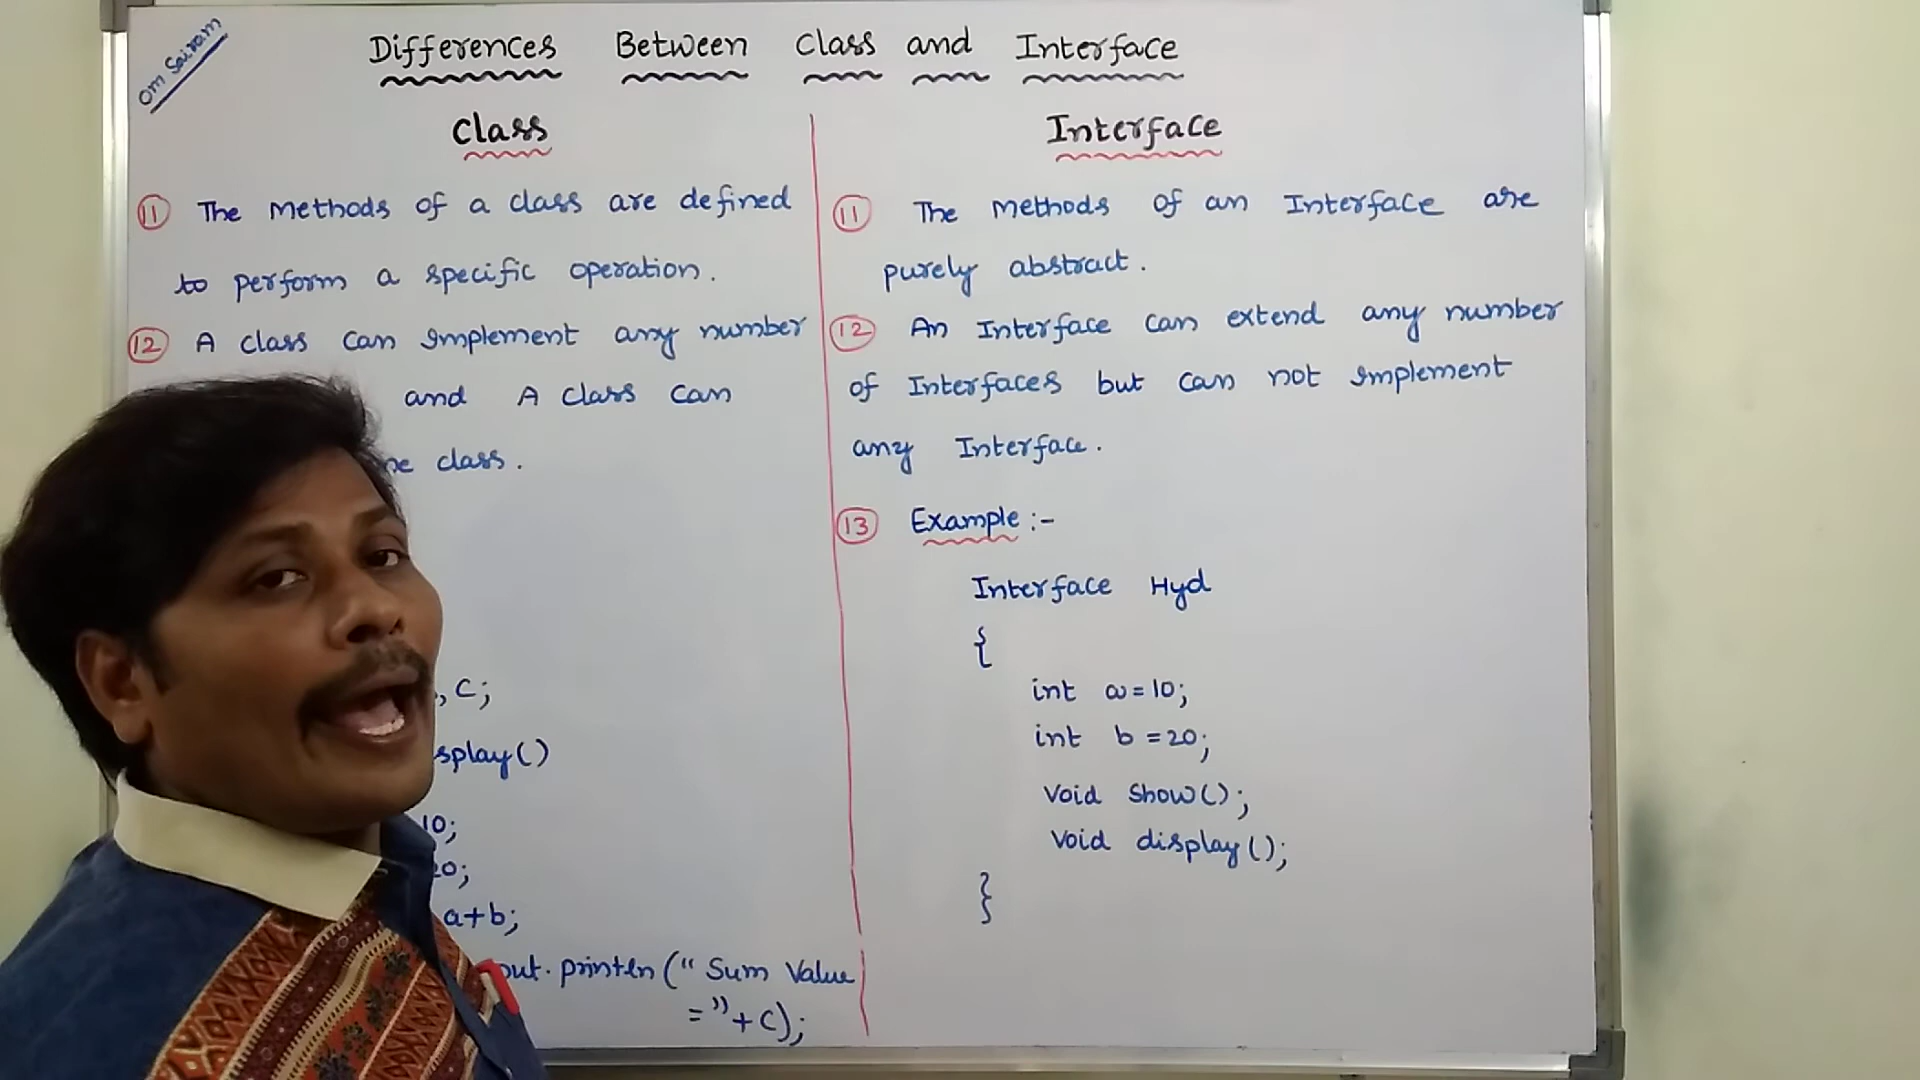 Om Sairam
Differences Between Class and Interface
Class
⑪ The methods of a class are defined
to perform a specific operation.
⑫ A class can implement any number
and A class can
class.
, c;
splay()
10;
20;
a+b;
out.println(" Sum Value
="+c);
Interface
⑪ The methods of an Interface are
purely abstract.
⑫ An Interface can extend any number
of Interfaces but can not implement
any Interface.
⑬ Example :-
Interface Hyd
{
int a=10;
int b=20;
Void Show();
Void display();
}